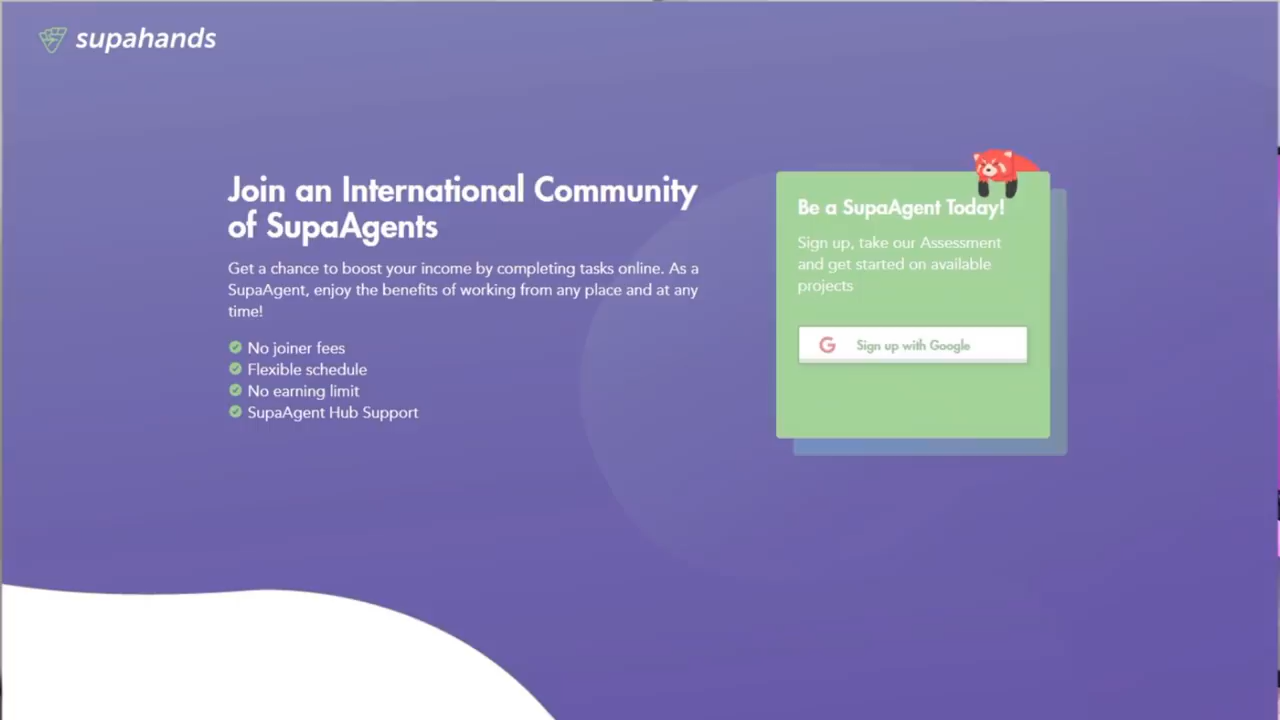 supahands
Join an International Community
of SupaAgents
Get a chance to boost your income by completing tasks online. As a
SupaAgent, enjoy the benefits of working from any place and at any
time!
No joiner fees
Flexible schedule
No earning limit
SupaAgent Hub Support
Be a SupaAgent Today!
Sign up, take our Assessment
and get started on available
projects
G Sign up with Google